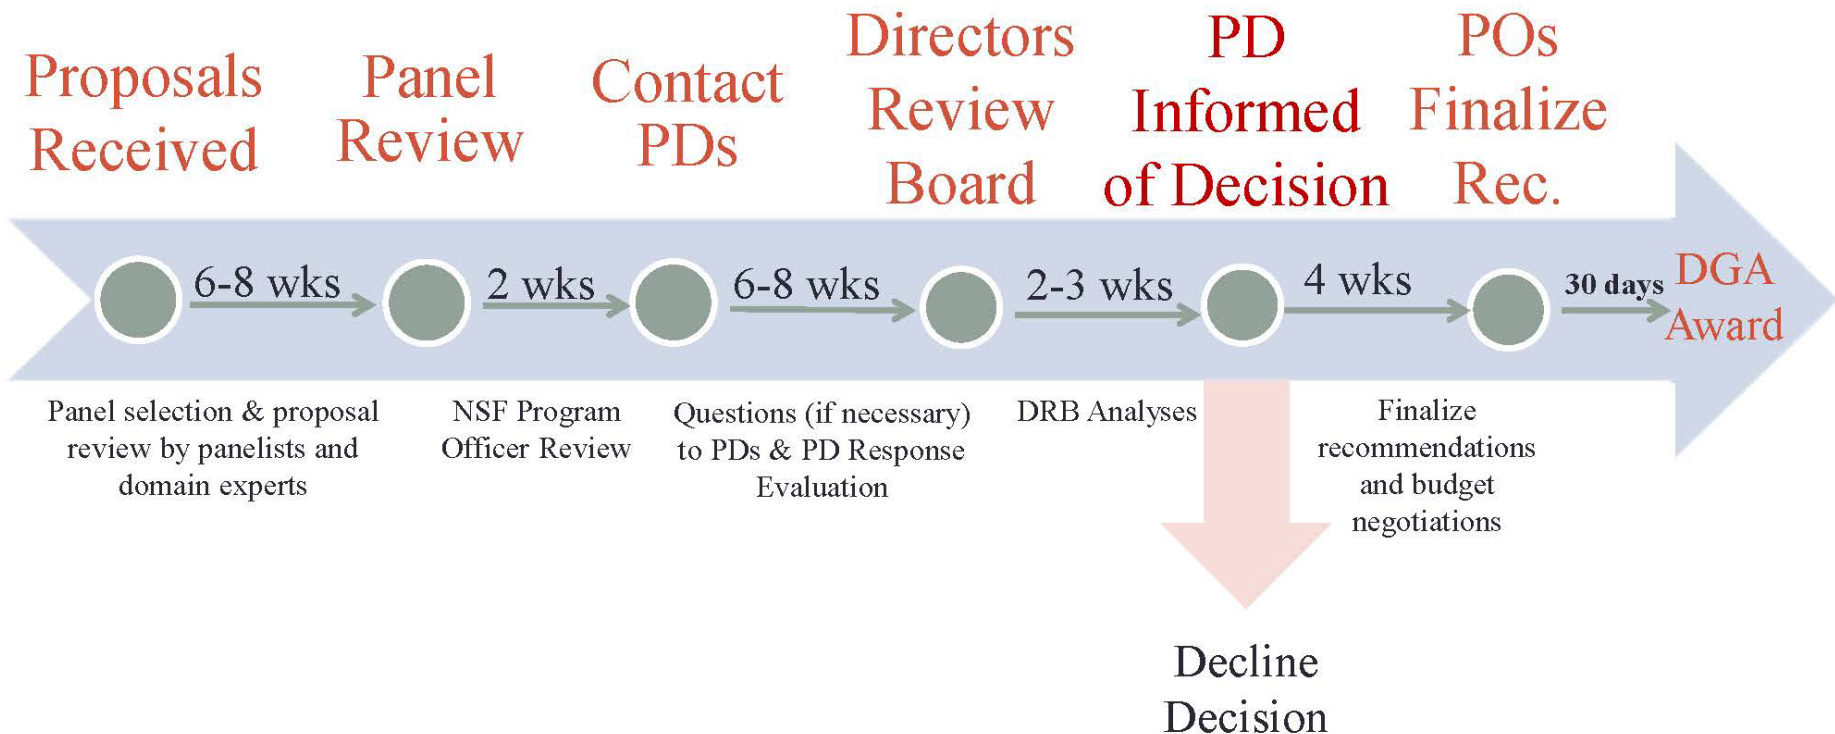 Proposals
Received
Panel
Review
Contact
PDs
Directors
Review
Board
PD
Informed
of Decision
POs
Finalize
Rec.
6-8 wks
2 wks
6-8 wks
2-3 wks
4 wks
30 days
DGA
Award
Panel selection & proposal
review by panelists and
domain experts
NSF Program
Officer Review
Questions (if necessary)
to PDs & PD Response
Evaluation
DRB Analyses
Finalize
recommendations
and budget
negotiations
Decline
Decision